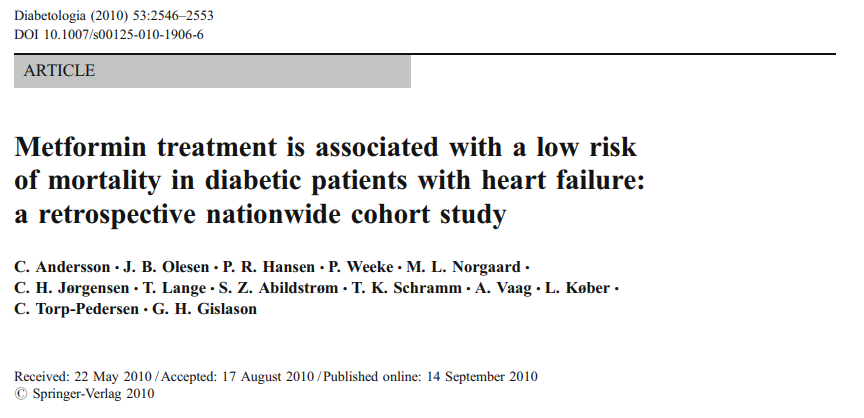 Diabetologia (2010) 53:2546–2553
DOI 10.1007/s00125-010-1906-6
ARTICLE
Metformin treatment is associated with a low risk
of mortality in diabetic patients with heart failure:
a retrospective nationwide cohort study
C. Andersson · J. B. Olesen · P. R. Hansen · P. Weeke · M. L. Norgaard ·
C. H. Jørgensen · T. Lange · S. Z. Abildstrøm · T. K. Schramm · A. Vaag · L. Køber ·
C. Torp-Pedersen · G. H. Gislason
Received: 22 May 2010 / Accepted: 17 August 2010 / Published online: 14 September 2010
© Springer-Verlag 2010